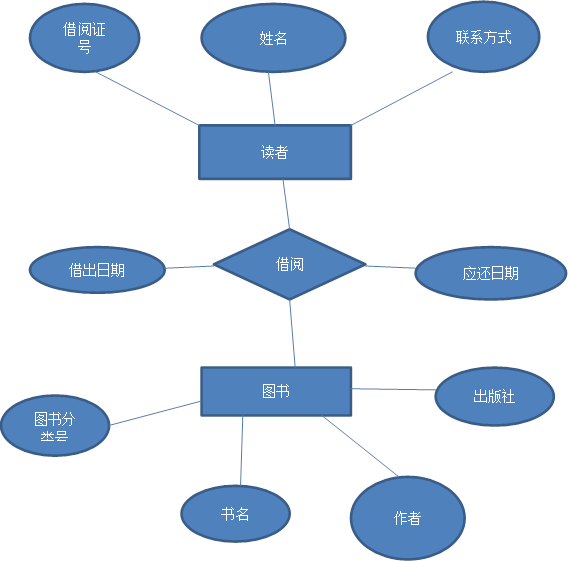 借阅证
号
姓名
联系方式
读者
借出日期
借阅
应还日期
图书
出版社
图书分
类号
书名
作者